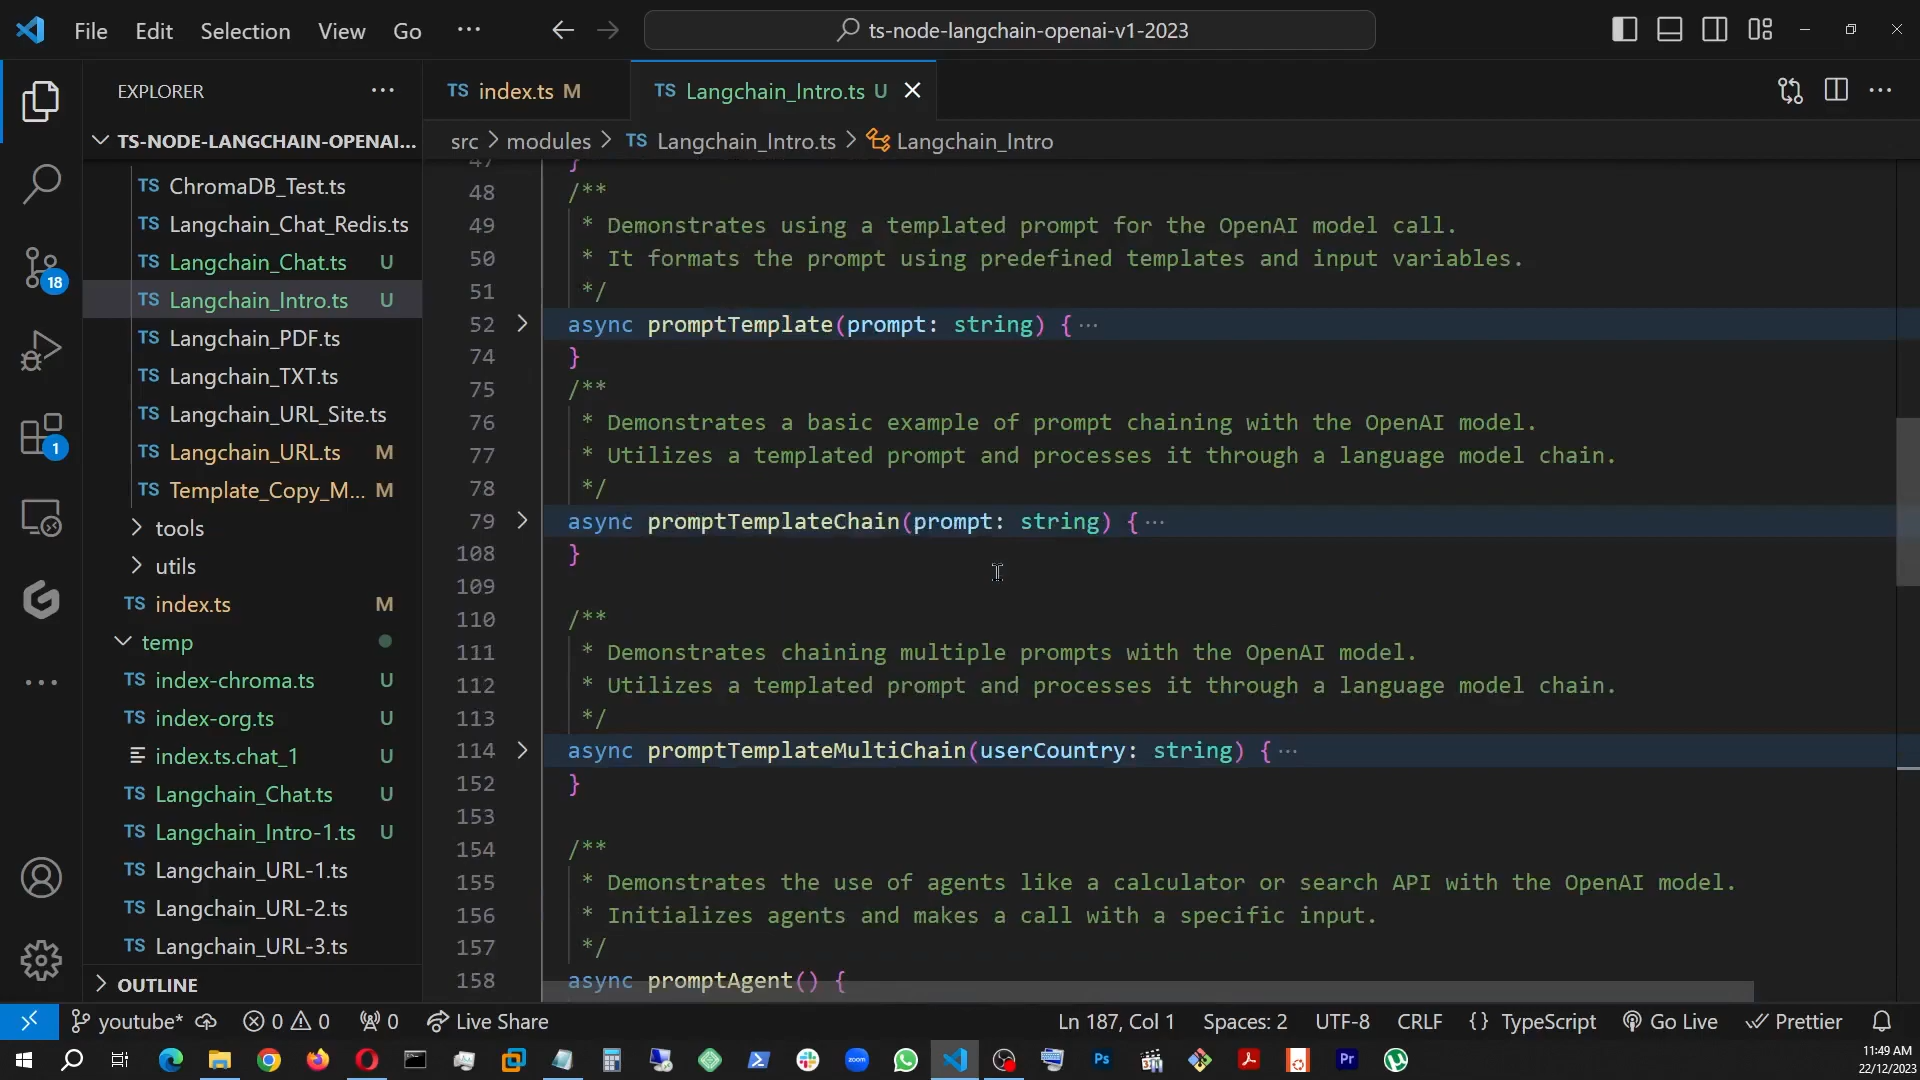 File Edit Selection View Go ··· ts-node-langchain-openai-v1-2023
EXPLORER ···
TS index.ts M TS Langchain_Intro.ts U
TS-NODE-LANGCHAIN-OPENAI...
src > modules > TS Langchain_Intro.ts > Langchain_Intro
TS ChromaDB_Test.ts
TS Langchain_Chat_Redis.ts
TS Langchain_Chat.ts U
TS Langchain_Intro.ts U
TS Langchain_PDF.ts
TS Langchain_TXT.ts
TS Langchain_URL_Site.ts
TS Langchain_URL.ts M
TS Template_Copy_M... M
tools
utils
TS index.ts M
temp
TS index-chroma.ts U
TS index-org.ts U
index.ts.chat_1
TS Langchain_Chat.ts U
TS Langchain_Intro-1.ts U
TS Langchain_URL-1.ts
TS Langchain_URL-2.ts
TS Langchain_URL-3.ts
OUTLINE
18
1
47 }
48 /**
49 * Demonstrates using a templated prompt for the OpenAI model call.
50 * It formats the prompt using predefined templates and input variables.
51 */
52 async promptTemplate(prompt: string) { ···
74 }
75 /**
76 * Demonstrates a basic example of prompt chaining with the OpenAI model.
77 * Utilizes a templated prompt and processes it through a language model chain.
78 */
79 async promptTemplateChain(prompt: string) { ···
108 }
109
110 /**
111 * Demonstrates chaining multiple prompts with the OpenAI model.
112 * Utilizes a templated prompt and processes it through a language model chain.
113 */
114 async promptTemplateMultiChain(userCountry: string) { ···
152 }
153
154 /**
155 * Demonstrates the use of agents like a calculator or search API with the OpenAI model.
156 * Initializes agents and makes a call with a specific input.
157 */
158 async promptAgent() {
youtube* 0 0 0 Live Share Ln 187, Col 1 Spaces: 2 UTF-8 CRLF {} TypeScript Go Live Prettier
zoom Ps Pr
11:49 AM
22/12/2023